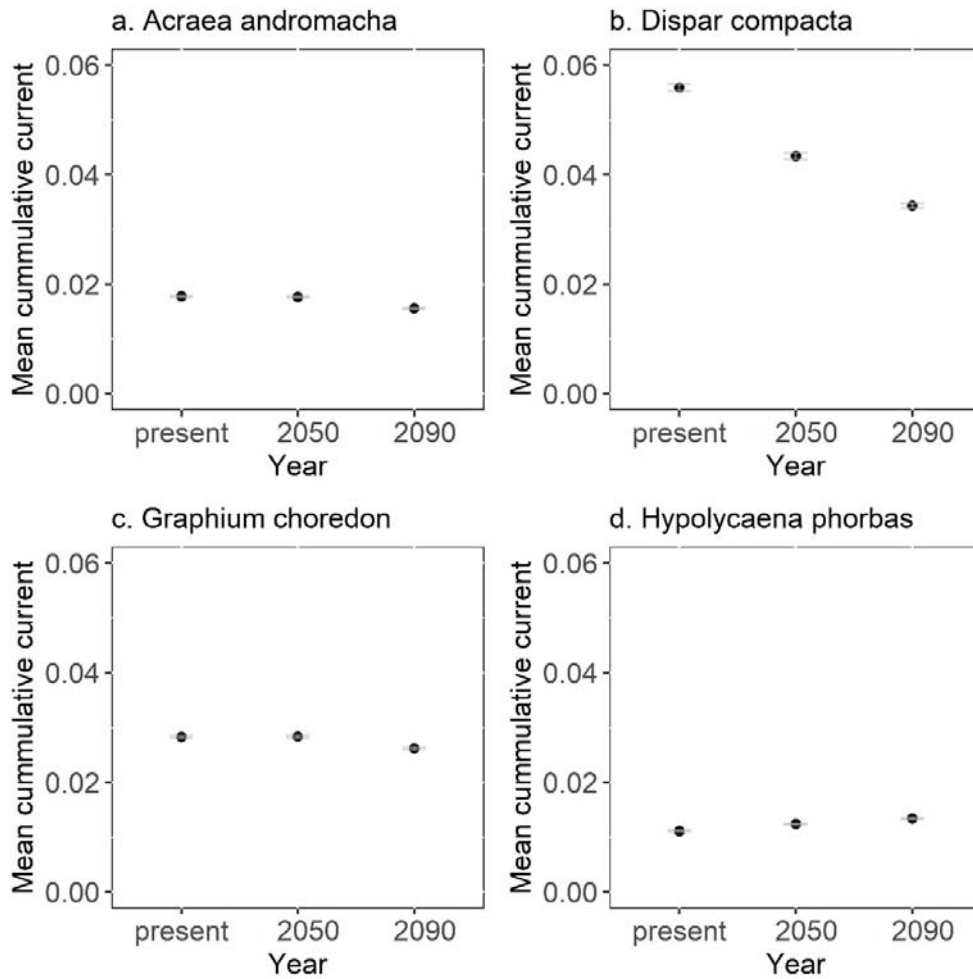 a. Acraea andromacha
Mean cummulative current
0.06
0.04
0.02
0.00
present 2050 2090
Year
b. Dispar compacta
Mean cummulative current
0.06
0.04
0.02
0.00
present 2050 2090
Year
c. Graphium choredon
Mean cummulative current
0.06
0.04
0.02
0.00
present 2050 2090
Year
d. Hypolycaena phorbas
Mean cummulative current
0.06
0.04
0.02
0.00
present 2050 2090
Year